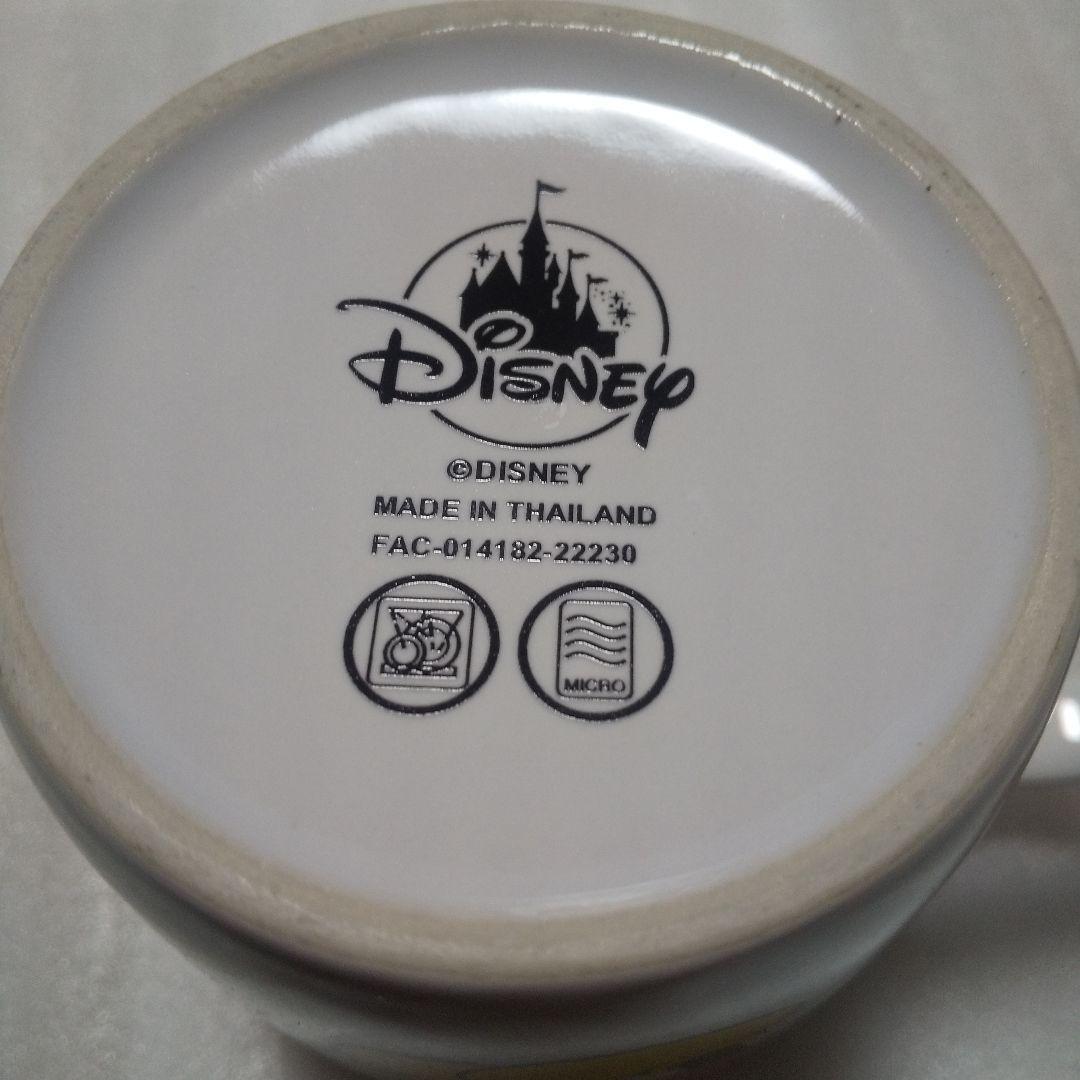 DISNEY
©DISNEY
MADE IN THAILAND
FAC-014182-22230
MICRO